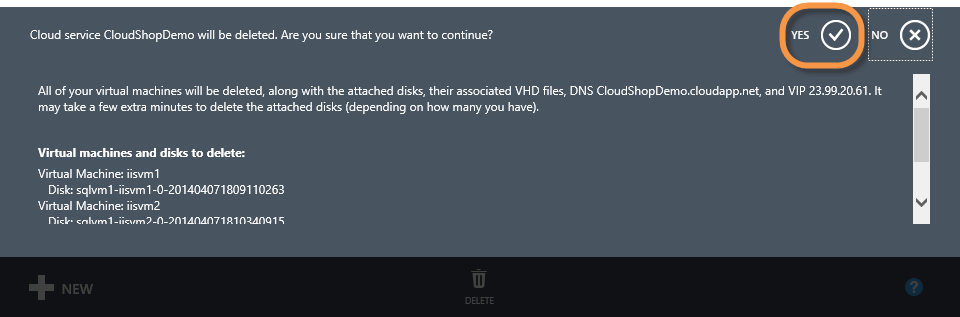 Cloud service CloudShopDemo will be deleted. Are you sure that you want to continue?
YES
NO
All of your virtual machines will be deleted, along with the attached disks, their associated VHD files, DNS CloudShopDemo.cloudapp.net, and VIP 23.99.20.61. It
may take a few extra minutes to delete the attached disks (depending on how many you have).
Virtual machines and disks to delete:
Virtual Machine: iisvm1
Disk: sqlvm1-iisvm1-0-201404071809110263
Virtual Machine: iisvm2
Disk: sqlvm1-iisvm2-0-201404071810340915
NEW
DELETE
?